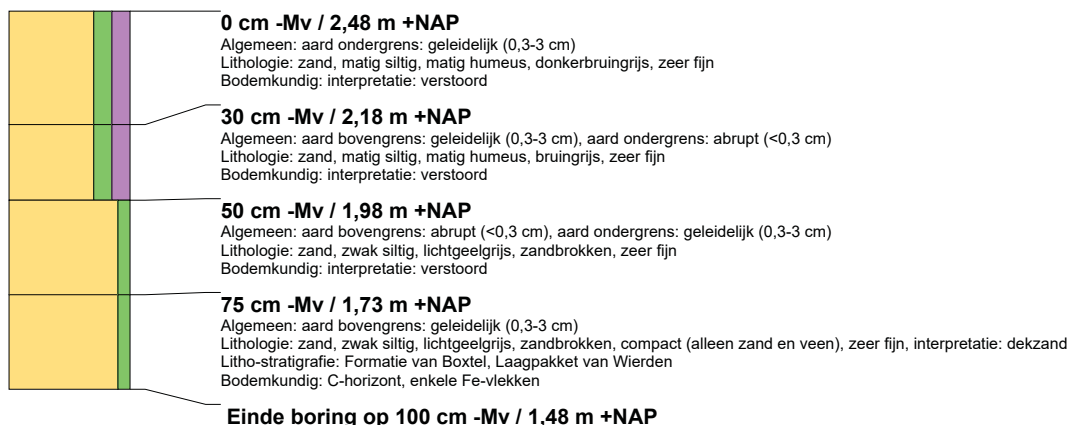 0 cm -Mv / 2,48 m +NAP
Algemeen: aard ondergrens: geleidelijk (0,3-3 cm)
Lithologie: zand, matig siltig, matig humeus, donkerbruingrijs, zeer fijn
Bodemkundig: interpretatie: verstoord
30 cm -Mv / 2,18 m +NAP
Algemeen: aard bovengrens: geleidelijk (0,3-3 cm), aard ondergrens: abrupt (<0,3 cm)
Lithologie: zand, matig siltig, matig humeus, bruingrijs, zeer fijn
Bodemkundig: interpretatie: verstoord
50 cm -Mv / 1,98 m +NAP
Algemeen: aard bovengrens: abrupt (<0,3 cm), aard ondergrens: geleidelijk (0,3-3 cm)
Lithologie: zand, zwak siltig, lichtgeelgrijs, zandbrokken, zeer fijn
Bodemkundig: interpretatie: verstoord
75 cm -Mv / 1,73 m +NAP
Algemeen: aard bovengrens: geleidelijk (0,3-3 cm)
Lithologie: zand, zwak siltig, lichtgeelgrijs, zandbrokken, compact (alleen zand en veen), zeer fijn, interpretatie: dekzand
Litho-stratigrafie: Formatie van Boxtel, Laagpakket van Wierden
Bodemkundig: C-horizont, enkele Fe-vlekken
Einde boring op 100 cm -Mv / 1,48 m +NAP